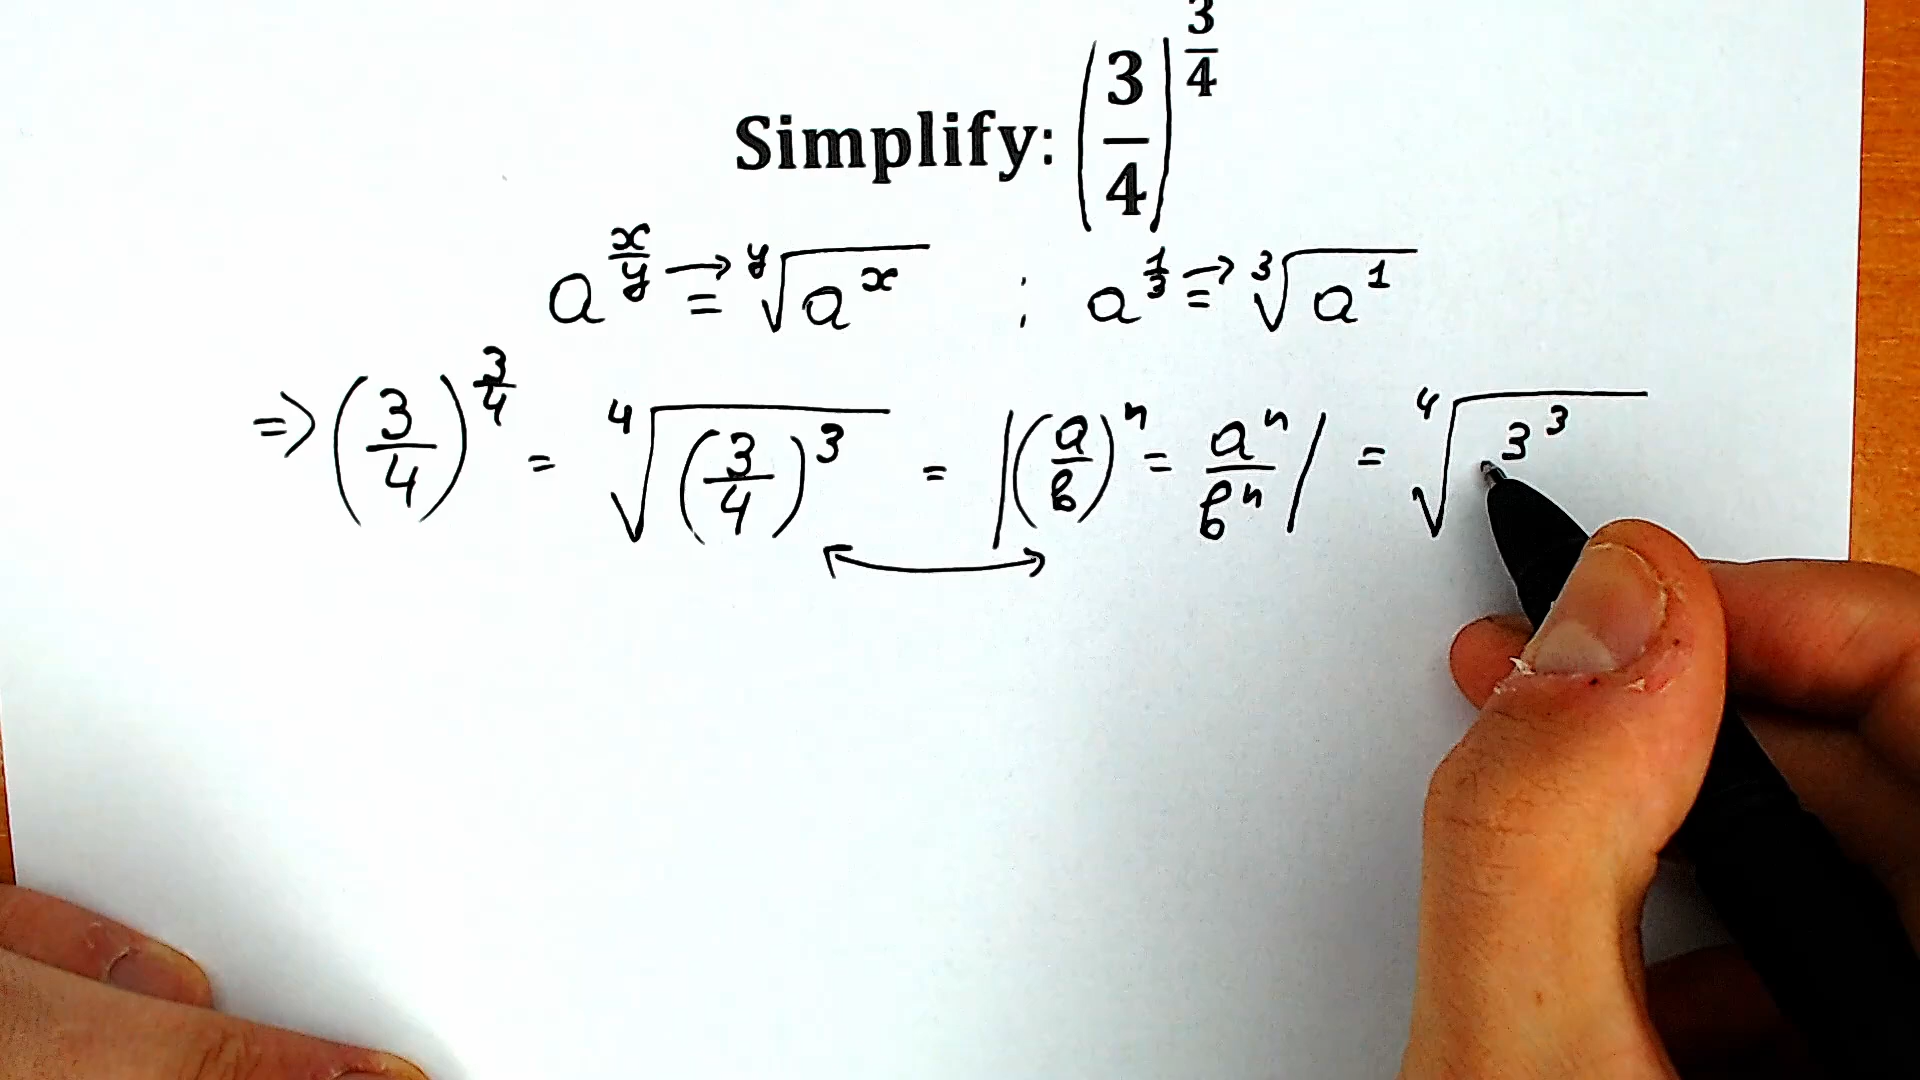 Simplify: (3/4)^(3/4)
a^(x/y) → = ʸ√(a^x) ; a^(1/3) → = ³√(a^1)
=> (3/4)^(3/4) = ⁴√((3/4)^3) = |(a/b)^n = a^n/b^n| = ⁴√(3^3